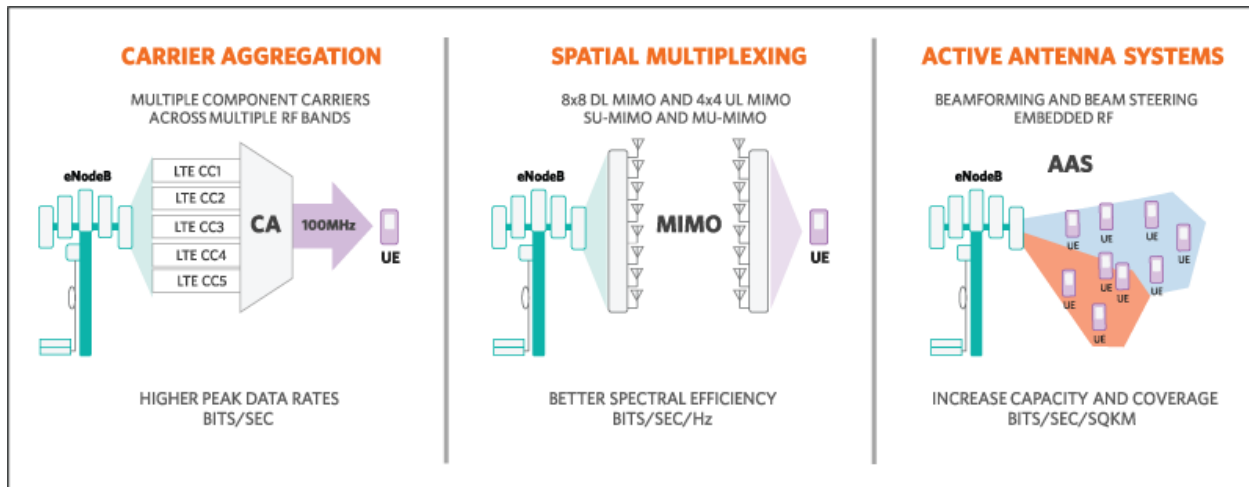 CARRIER AGGREGATION
MULTIPLE COMPONENT CARRIERS
ACROSS MULTIPLE RF BANDS
eNodeB
LTE CC1
LTE CC2
LTE CC3
LTE CC4
LTE CC5
CA
100MHz
UE
HIGHER PEAK DATA RATES
BITS/SEC
SPATIAL MULTIPLEXING
8x8 DL MIMO AND 4x4 UL MIMO
SU-MIMO AND MU-MIMO
eNodeB
MIMO
UE
BETTER SPECTRAL EFFICIENCY
BITS/SEC/Hz
ACTIVE ANTENNA SYSTEMS
BEAMFORMING AND BEAM STEERING
EMBEDDED RF
AAS
eNodeB
UE
UE
UE
UE
UE
UE
UE
UE
UE
INCREASE CAPACITY AND COVERAGE
BITS/SEC/SQKM